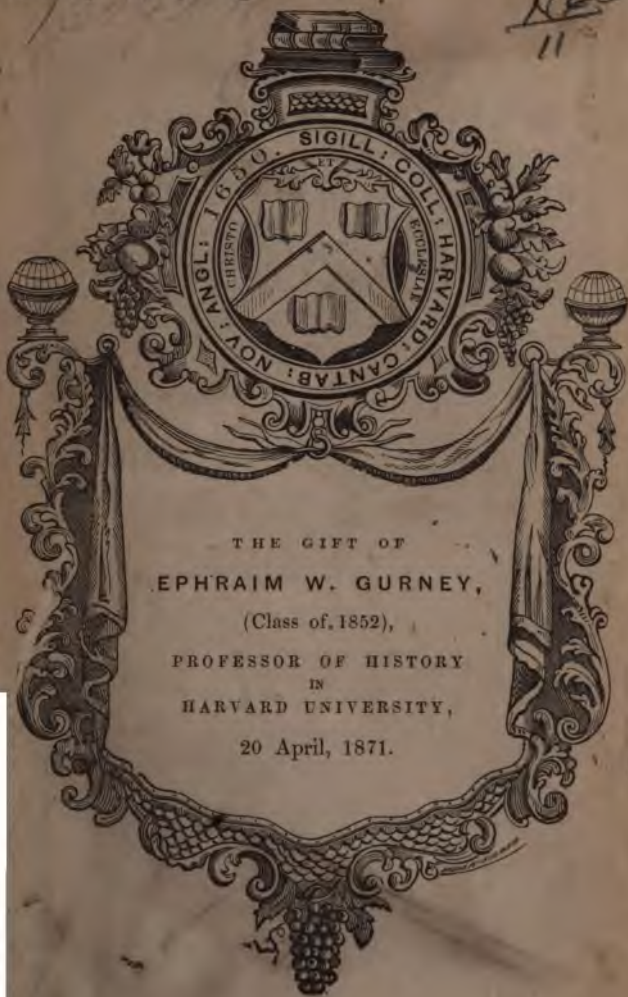 11
SIGILL: COLL: HARVARD: CANTAB: NOV: ANGL: 1650.
CHRISTO
ET
ECCLESIAE
THE GIFT OF
EPHRAIM W. GURNEY,
(Class of 1852),
PROFESSOR OF HISTORY
IN
HARVARD UNIVERSITY,
20 April, 1871.